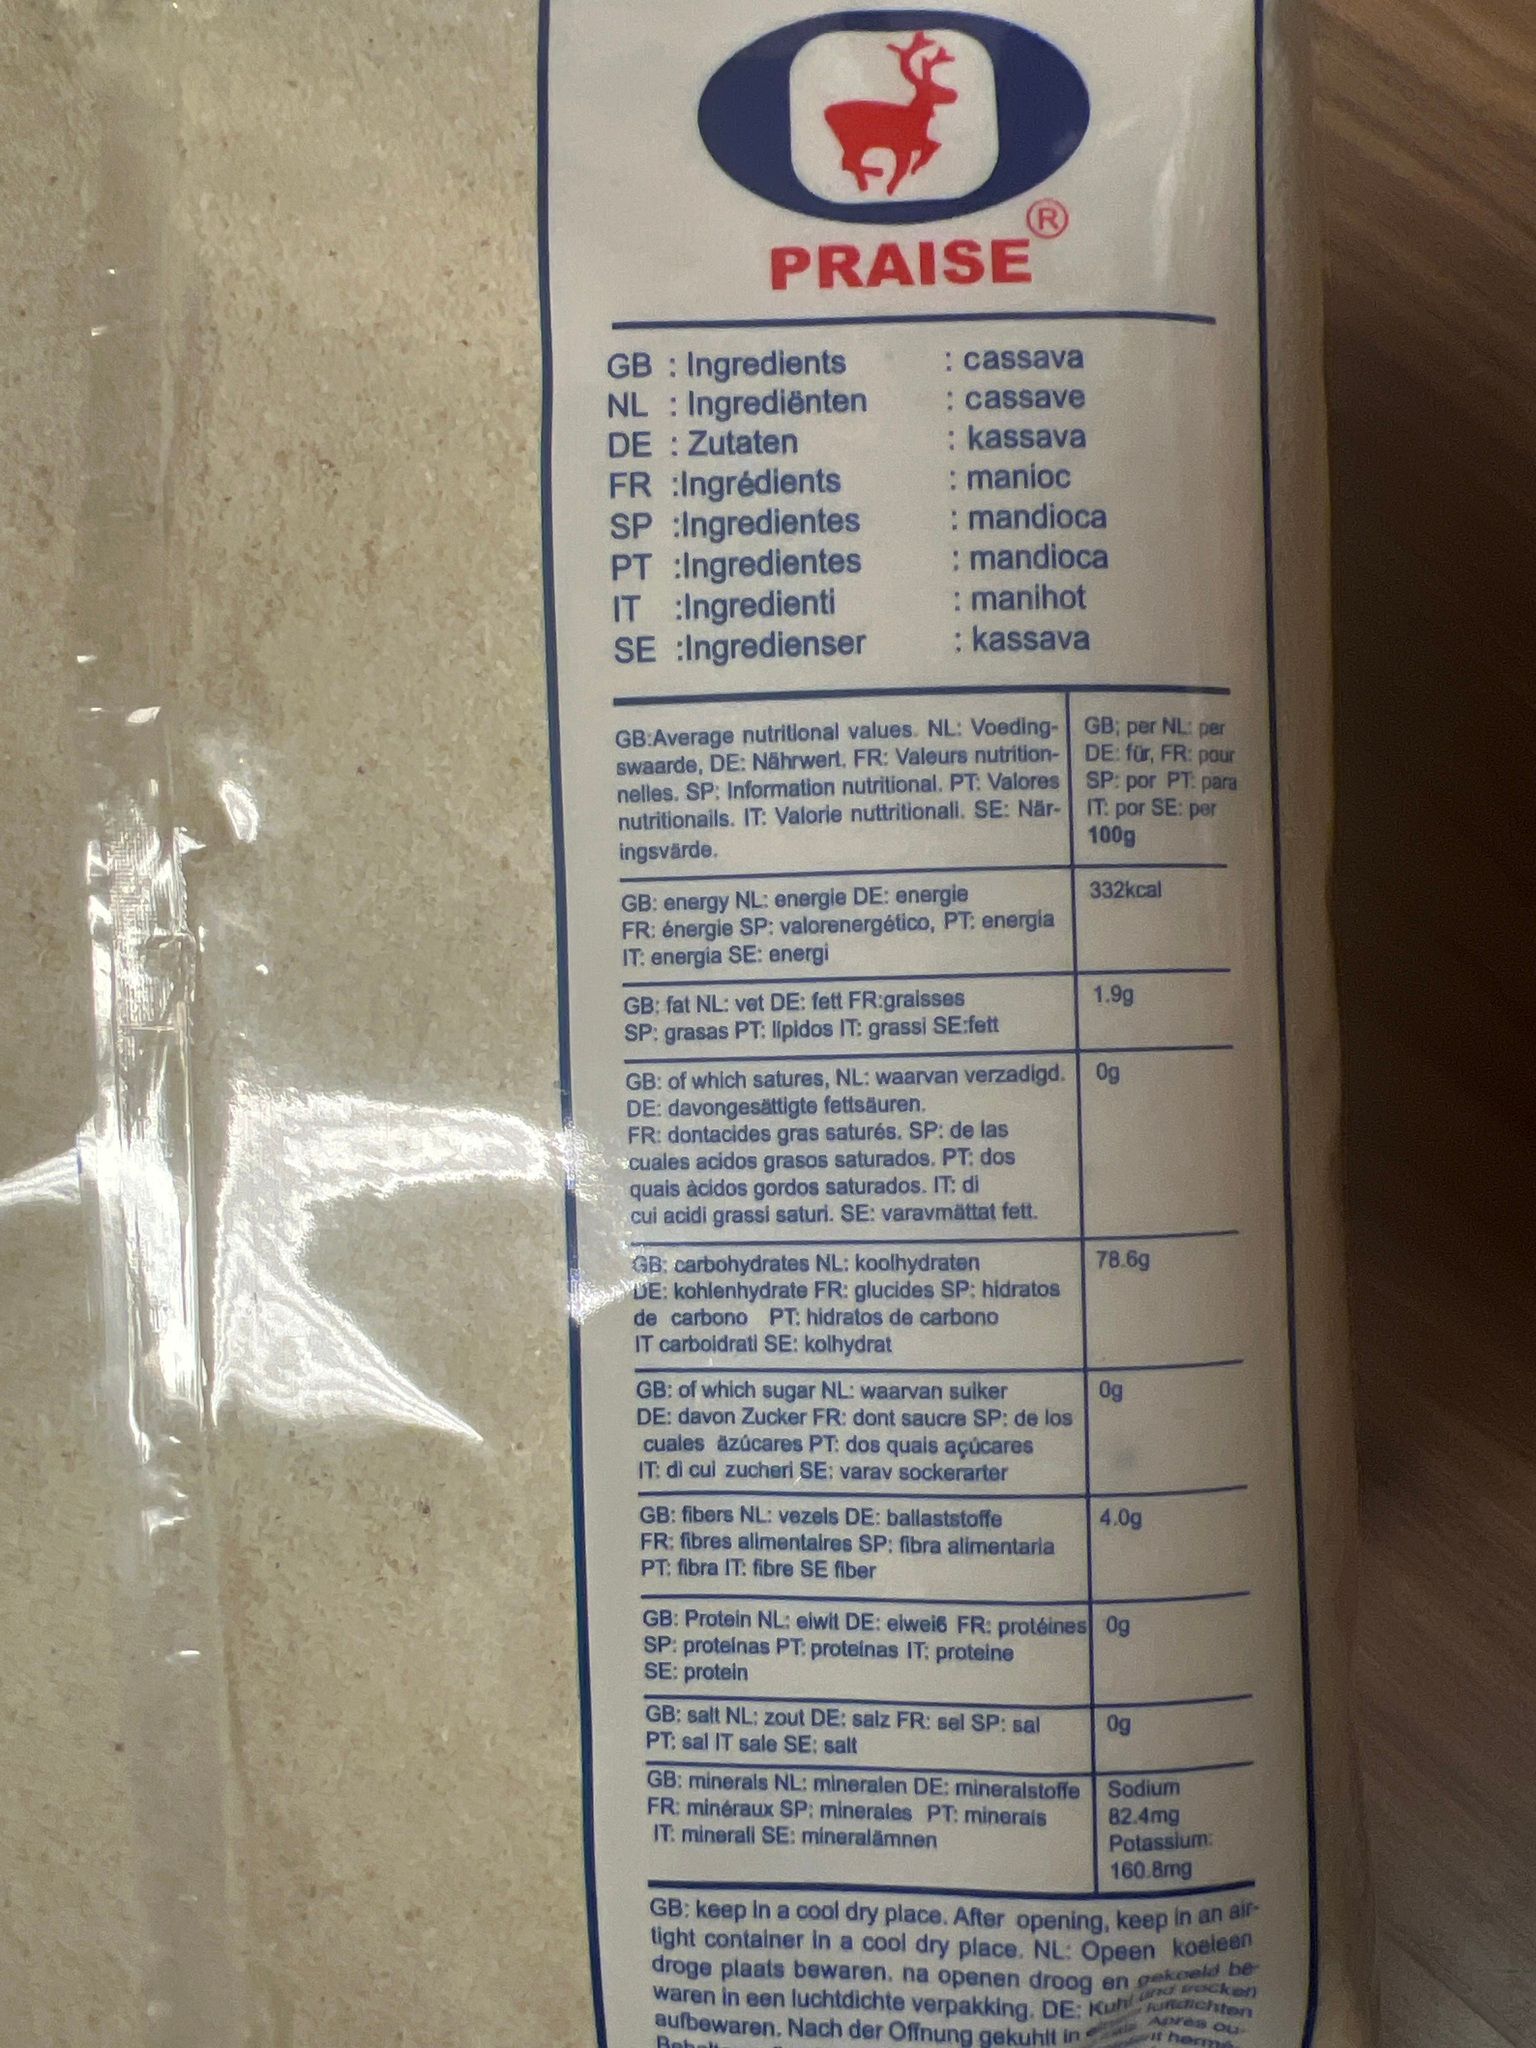 ®
PRAISE
GB : Ingredients : cassava
NL : Ingrediënten : cassave
DE : Zutaten : kassava
FR :Ingrédients : manioc
SP :Ingredientes : mandioca
PT :Ingredientes : mandioca
IT :Ingredienti : manihot
SE :Ingredienser : kassava
GB:Average nutritional values. NL: Voeding-
swaarde, DE: Nährwert. FR: Valeurs nutrition-
nelles. SP: Information nutritional. PT: Valores
nutritionails. IT: Valorie nuttritionali. SE: När-
ingsvärde.
GB; per NL: per
DE: für, FR: pour
SP: por PT: para
IT: por SE: per
100g
GB: energy NL: energie DE: energie
FR: énergie SP: valorenergético, PT: energia
IT: energia SE: energi
332kcal
GB: fat NL: vet DE: fett FR:graisses
SP: grasas PT: lipidos IT: grassi SE:fett
1.9g
GB: of which satures, NL: waarvan verzadigd.
DE: davongesättigte fettsäuren.
FR: dontacides gras saturés. SP: de las
cuales acidos grasos saturados. PT: dos
quais àcidos gordos saturados. IT: di
cui acidi grassi saturi. SE: varavmättat fett.
0g
GB: carbohydrates NL: koolhydraten
DE: kohlenhydrate FR: glucides SP: hidratos
de carbono PT: hidratos de carbono
IT carboidrati SE: kolhydrat
78.6g
GB: of which sugar NL: waarvan suiker
DE: davon Zucker FR: dont saucre SP: de los
cuales äzúcares PT: dos quais açúcares
IT: di cui zucheri SE: varav sockerarter
0g
GB: fibers NL: vezels DE: ballaststoffe
FR: fibres alimentaires SP: fibra alimentaria
PT: fibra IT: fibre SE fiber
4.0g
GB: Protein NL: eiwit DE: eiweiß FR: protéines
SP: proteinas PT: proteínas IT: proteine
SE: protein
0g
GB: salt NL: zout DE: salz FR: sel SP: sal
PT: sal IT sale SE: salt
0g
GB: minerals NL: mineralen DE: mineralstoffe
FR: minéraux SP: minerales PT: minerais
IT: minerali SE: mineralämnen
Sodium
82.4mg
Potassium:
160.8mg
GB: keep in a cool dry place. After opening, keep in an air-
tight container in a cool dry place. NL: Opeen koeleen
droge plaats bewaren. na openen droog en gekoeld be-
waren in een luchtdichte verpakking. DE: Kuhl und trocken
aufbewaren. Nach der Offnung gekuhlt in luftdichten
Après ou-